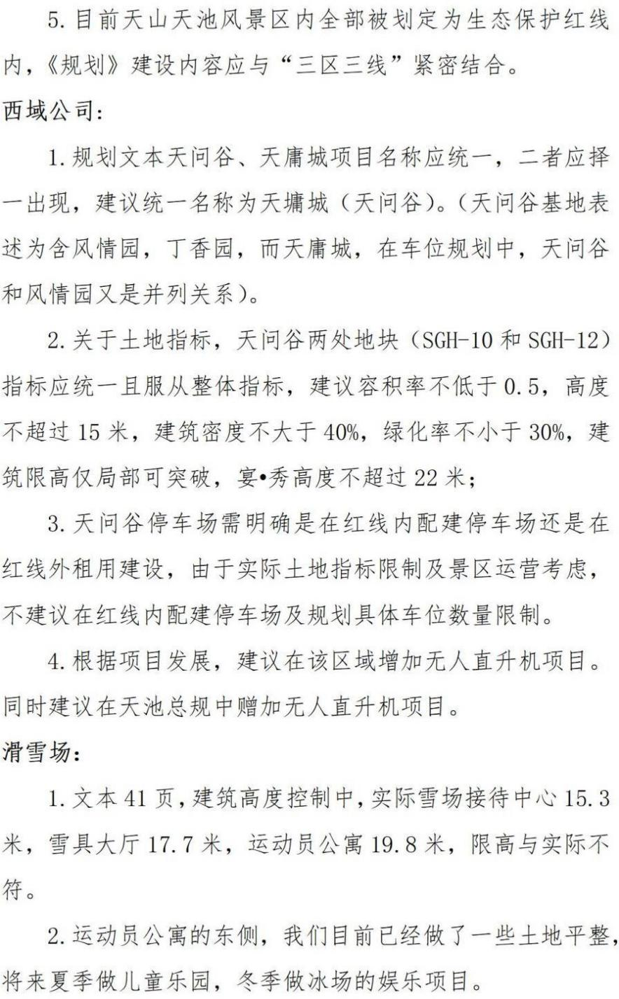 5.目前天山天池风景区内全部被划定为生态保护红线
内，《规划》建设内容应与“三区三线”紧密结合。
西域公司：
1.规划文本天问谷、天庸城项目名称应统一，二者应择
一出现，建议统一名称为天墉城（天问谷）。（天问谷基地表
述为含风情园，丁香园，而天庸城，在车位规划中，天问谷
和风情园又是并列关系）。
2.关于土地指标，天问谷两处地块（SGH-10 和 SGH-12）
指标应统一且服从整体指标，建议容积率不低于 0.5，高度
不超过 15 米，建筑密度不大于 40%，绿化率不小于 30%，建
筑限高仅局部可突破，宴•秀高度不超过 22 米；
3.天问谷停车场需明确是在红线内配建停车场还是在
红线外租用建设，由于实际土地指标限制及景区运营考虑，
不建议在红线内配建停车场及规划具体车位数量限制。
4.根据项目发展，建议在该区域增加无人直升机项目。
同时建议在天池总规中赠加无人直升机项目。
滑雪场：
1.文本 41 页，建筑高度控制中，实际雪场接待中心 15.3
米，雪具大厅 17.7 米，运动员公寓 19.8 米，限高与实际不
符。
2.运动员公寓的东侧，我们目前已经做了一些土地平整，
将来夏季做儿童乐园，冬季做冰场的娱乐项目。